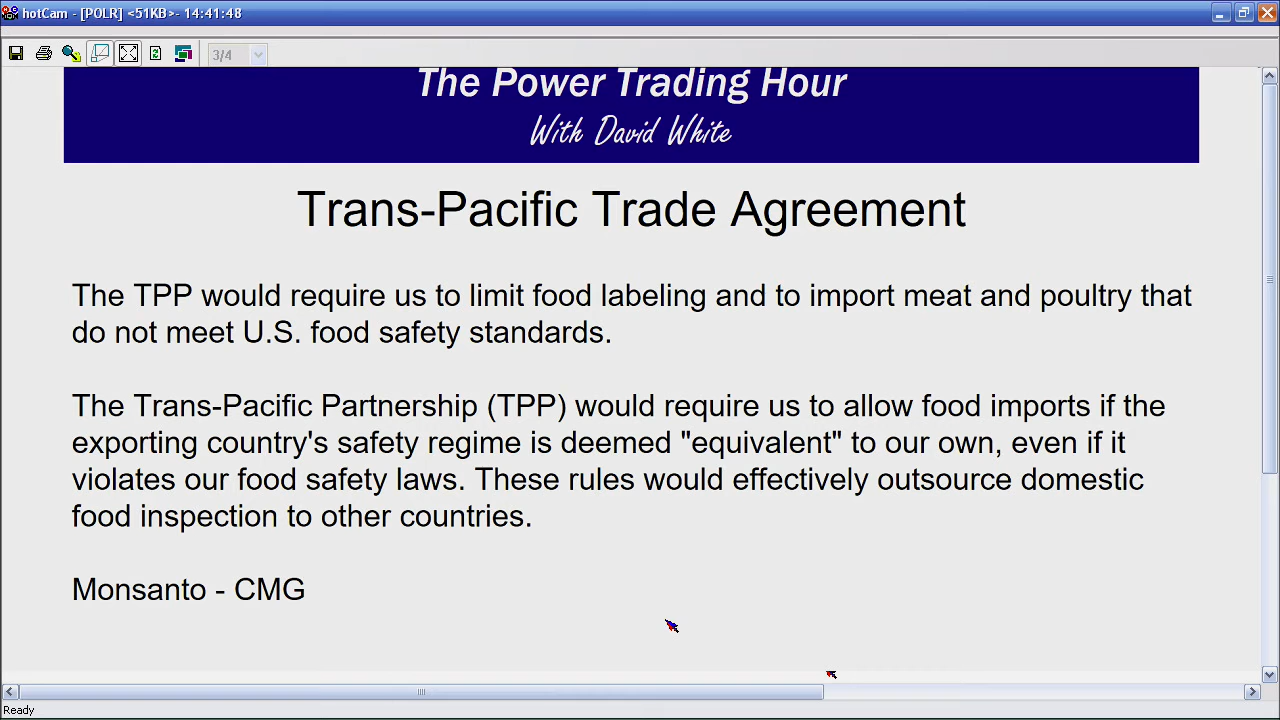 hotCam - [POLR] <51KB>- 14:41:48
3/4
The Power Trading Hour
With David White
Trans-Pacific Trade Agreement
The TPP would require us to limit food labeling and to import meat and poultry that
do not meet U.S. food safety standards.
The Trans-Pacific Partnership (TPP) would require us to allow food imports if the
exporting country's safety regime is deemed "equivalent" to our own, even if it
violates our food safety laws. These rules would effectively outsource domestic
food inspection to other countries.
Monsanto - CMG
Ready